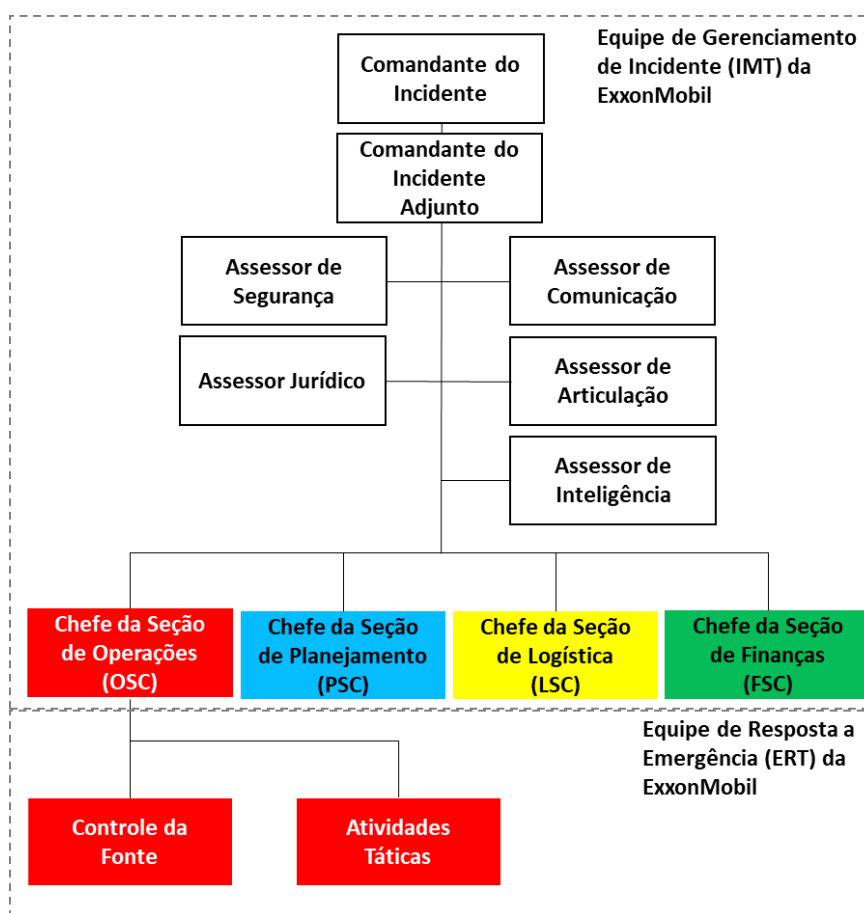 Equipe de Gerenciamento
de Incidente (IMT) da
ExxonMobil
Comandante do
Incidente
Comandante do
Incidente
Adjunto
Assessor de
Segurança
Assessor de
Comunicação
Assessor Jurídico
Assessor de
Articulação
Assessor de
Inteligência
Chefe da Seção
de Operações
(OSC)
Chefe da Seção
de Planejamento
(PSC)
Chefe da Seção
de Logística
(LSC)
Chefe da Seção
de Finanças
(FSC)
Equipe de Resposta a
Emergência (ERT) da
ExxonMobil
Controle da
Fonte
Atividades
Táticas